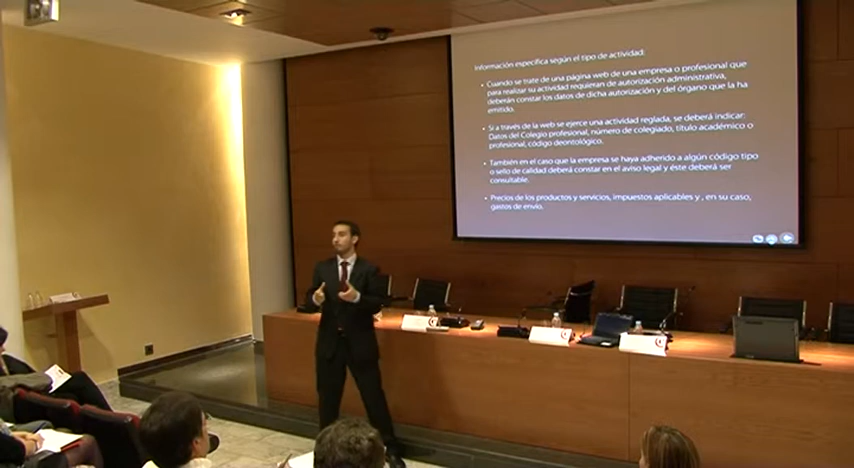 Información específica según el tipo de actividad:
• Cuando se trate de una página web de una empresa o profesional que
para realizar su actividad requieran de autorización administrativa,
deberán constar los datos de dicha autorización y del órgano que la ha
emitido.
• Si a través de la web se ejerce una actividad reglada, se deberá indicar:
Datos del Colegio profesional, número de colegiado, título académico o
profesional, código deontológico.
• También en el caso que la empresa se haya adherido a algún código tipo
o sello de calidad deberá constar en el aviso legal y éste deberá ser
consultable.
• Precios de los productos y servicios, impuestos aplicables y , en su caso,
gastos de envío.